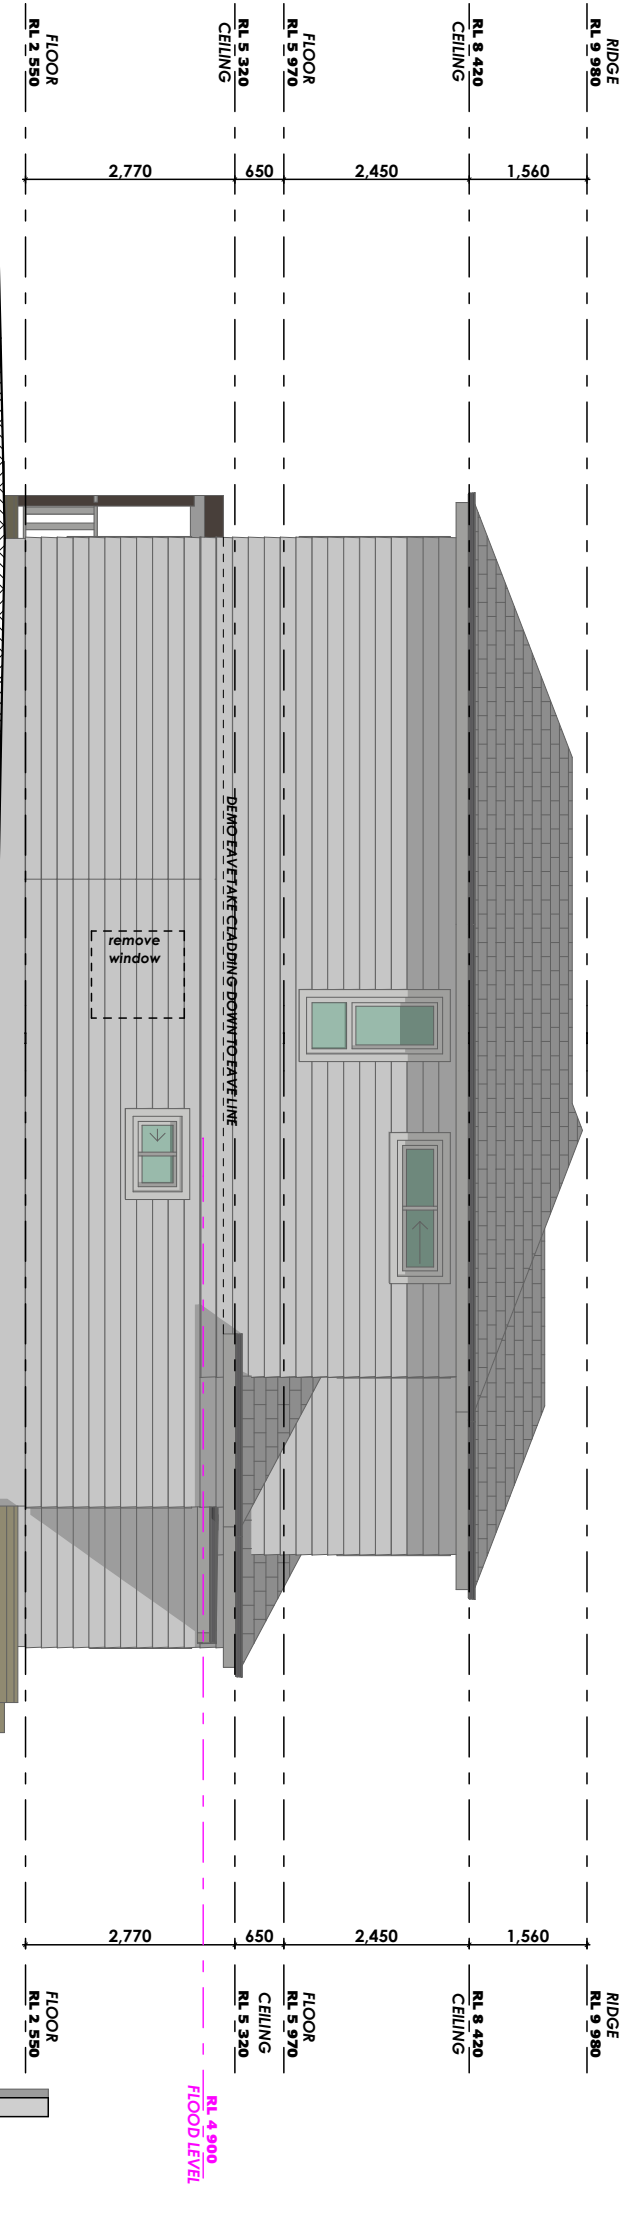 RIDGE
RL 9 980
CEILING
RL 8 420
FLOOR
RL 5 970
RL 5 320
CEILING
FLOOR
RL 2 550
1,560
2,450
650
2,770
DEMO EAVE TAKE CLADDING DOWN TO EAVE LINE
remove
window
1,560
2,450
650
2,770
RIDGE
RL 9 980
RL 8 420
CEILING
FLOOR
RL 5 970
CEILING
RL 5 320
FLOOR
RL 2 550
RL 4 900
FLOOD LEVEL